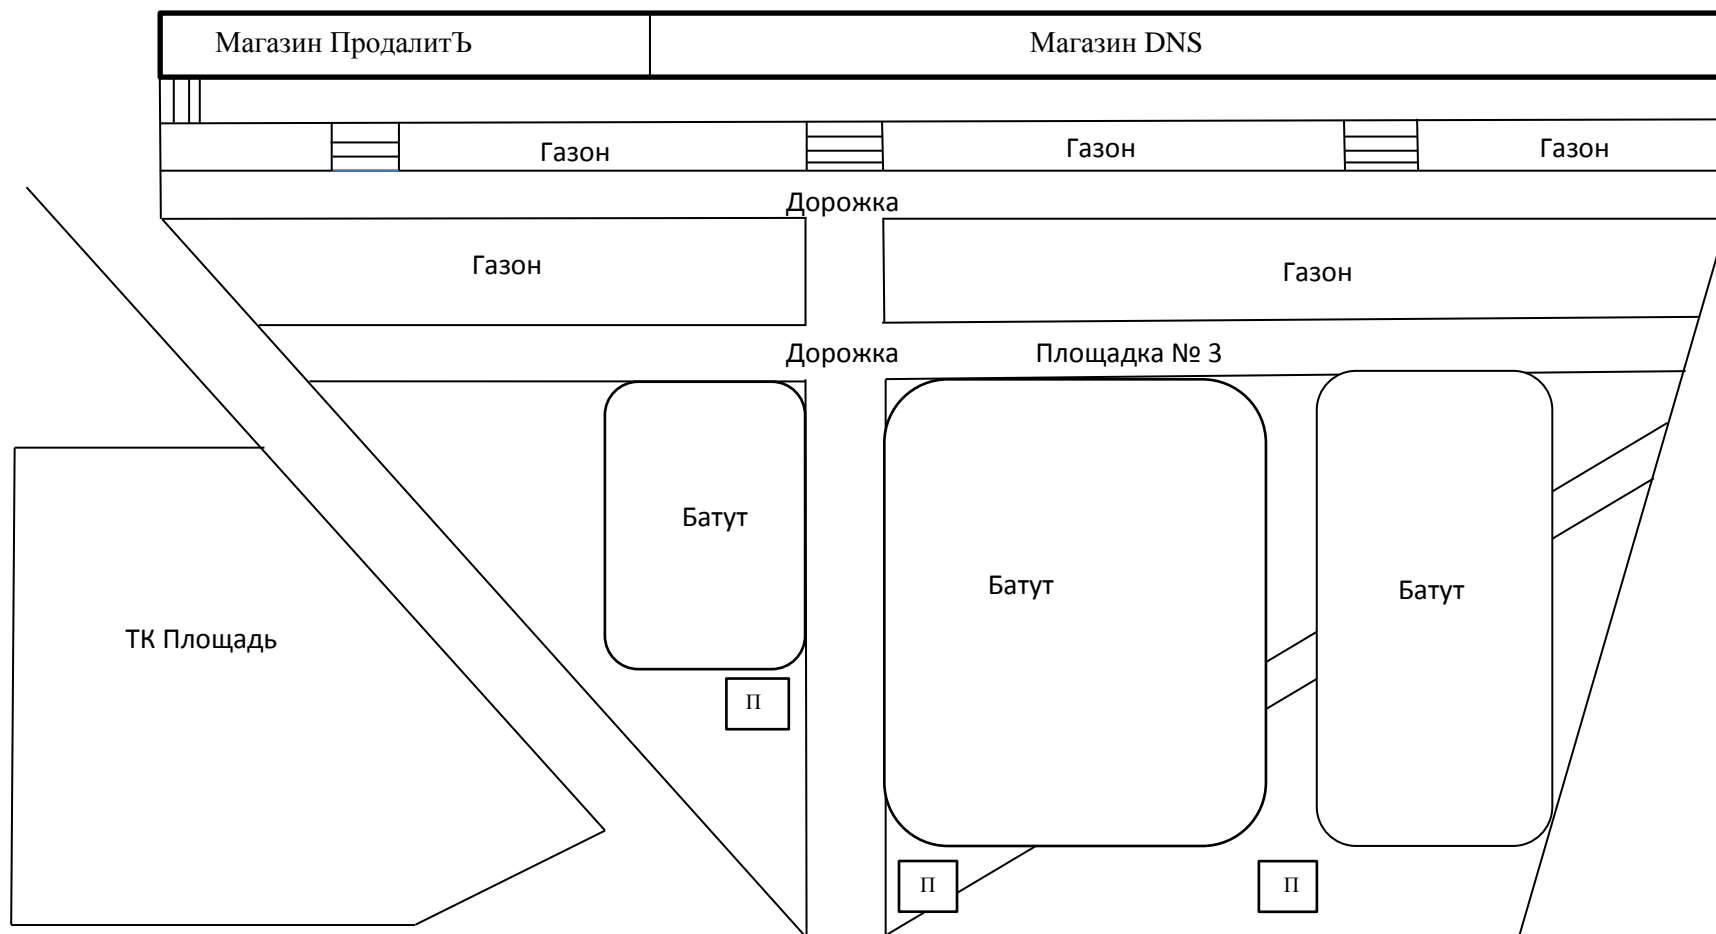 Магазин ПродалитЪ
Магазин DNS
Газон
Газон
Газон
Дорожка
Газон
Газон
Дорожка
Площадка № 3
Батут
Батут
Батут
ТК Площадь
П
П
П